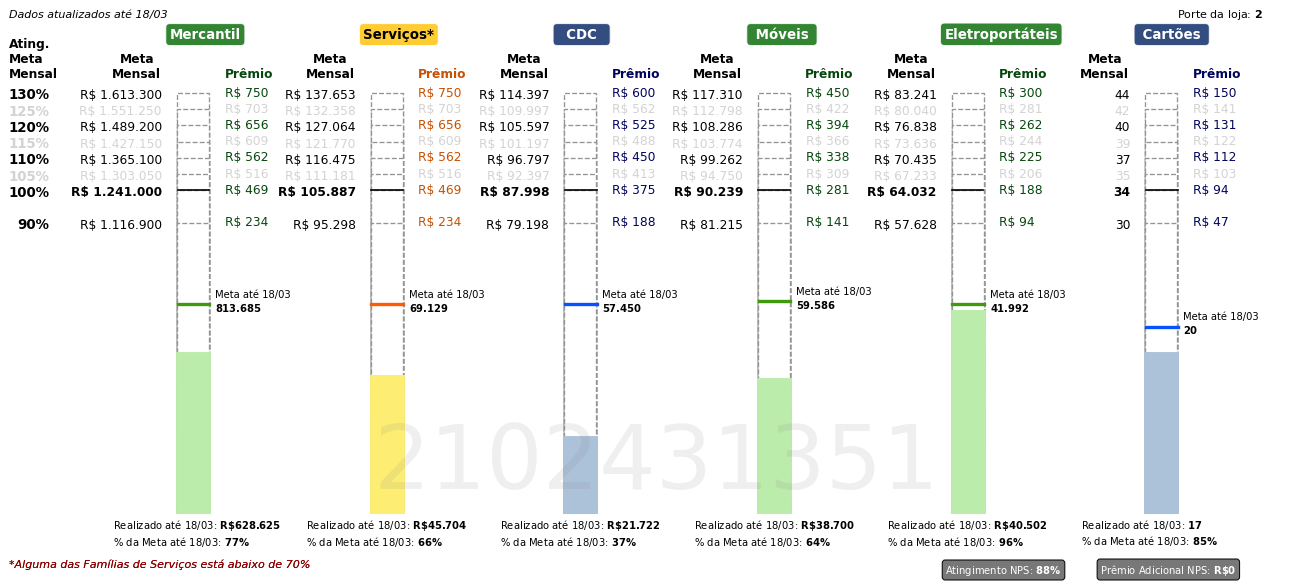 Dados atualizados até 18/03 Porte da loja: 2
Mercantil Serviços* CDC Móveis Eletroportáteis Cartões
Ating.
Meta Meta Meta Meta Meta Meta Meta
Mensal Mensal Prêmio Mensal Prêmio Mensal Prêmio Mensal Prêmio Mensal Prêmio Mensal Prêmio
130% R$ 1.613.300 R$ 750 R$ 137.653 R$ 750 R$ 114.397 R$ 600 R$ 117.310 R$ 450 R$ 83.241 R$ 300 44 R$ 150
125% R$ 1.551.250 R$ 703 R$ 132.358 R$ 703 R$ 109.997 R$ 562 R$ 112.798 R$ 422 R$ 80.040 R$ 281 42 R$ 141
120% R$ 1.489.200 R$ 656 R$ 127.064 R$ 656 R$ 105.597 R$ 525 R$ 108.286 R$ 394 R$ 76.838 R$ 262 40 R$ 131
115% R$ 1.427.150 R$ 609 R$ 121.770 R$ 609 R$ 101.197 R$ 488 R$ 103.774 R$ 366 R$ 73.636 R$ 244 39 R$ 122
110% R$ 1.365.100 R$ 562 R$ 116.475 R$ 562 R$ 96.797 R$ 450 R$ 99.262 R$ 338 R$ 70.435 R$ 225 37 R$ 112
105% R$ 1.303.050 R$ 516 R$ 111.181 R$ 516 R$ 92.397 R$ 413 R$ 94.750 R$ 309 R$ 67.233 R$ 206 35 R$ 103
100% R$ 1.241.000 R$ 469 R$ 105.887 R$ 469 R$ 87.998 R$ 375 R$ 90.239 R$ 281 R$ 64.032 R$ 188 34 R$ 94
90% R$ 1.116.900 R$ 234 R$ 95.298 R$ 234 R$ 79.198 R$ 188 R$ 81.215 R$ 141 R$ 57.628 R$ 94 30 R$ 47
Meta até 18/03 Meta até 18/03 Meta até 18/03 Meta até 18/03 Meta até 18/03 Meta até 18/03
813.685 69.129 57.450 59.586 41.992 20
2102431351
Realizado até 18/03: R$628.625 Realizado até 18/03: R$45.704 Realizado até 18/03: R$21.722 Realizado até 18/03: R$38.700 Realizado até 18/03: R$40.502 Realizado até 18/03: 17
% da Meta até 18/03: 77% % da Meta até 18/03: 66% % da Meta até 18/03: 37% % da Meta até 18/03: 64% % da Meta até 18/03: 96% % da Meta até 18/03: 85%
*Alguma das Famílias de Serviços está abaixo de 70% Atingimento NPS: 88% Prêmio Adicional NPS: R$0